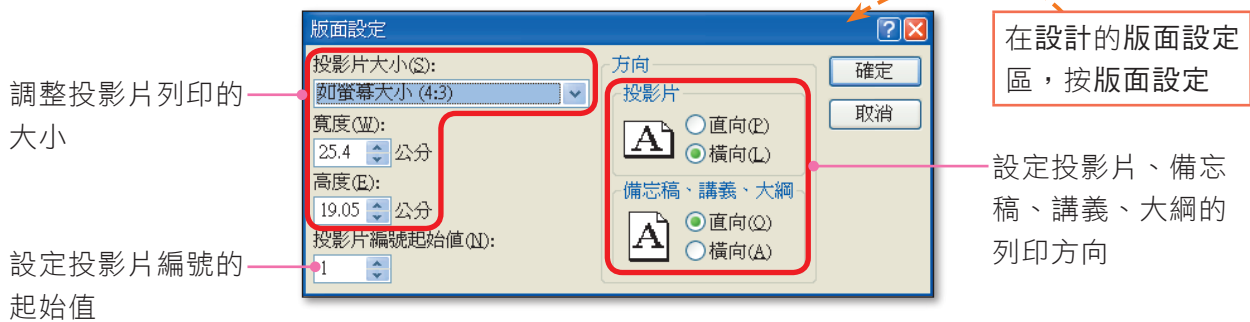 在設計的版面設定
區，按版面設定
調整投影片列印的
大小
設定投影片編號的
起始值
版面設定
投影片大小(S):
如螢幕大小 (4:3)
寬度(W):
25.4 公分
高度(E):
19.05 公分
投影片編號起始值(N):
1
方向
投影片
A
直向(P)
橫向(L)
備忘稿、講義、大綱
A
直向(O)
橫向(A)
確定
取消
設定投影片、備忘
稿、講義、大綱的
列印方向